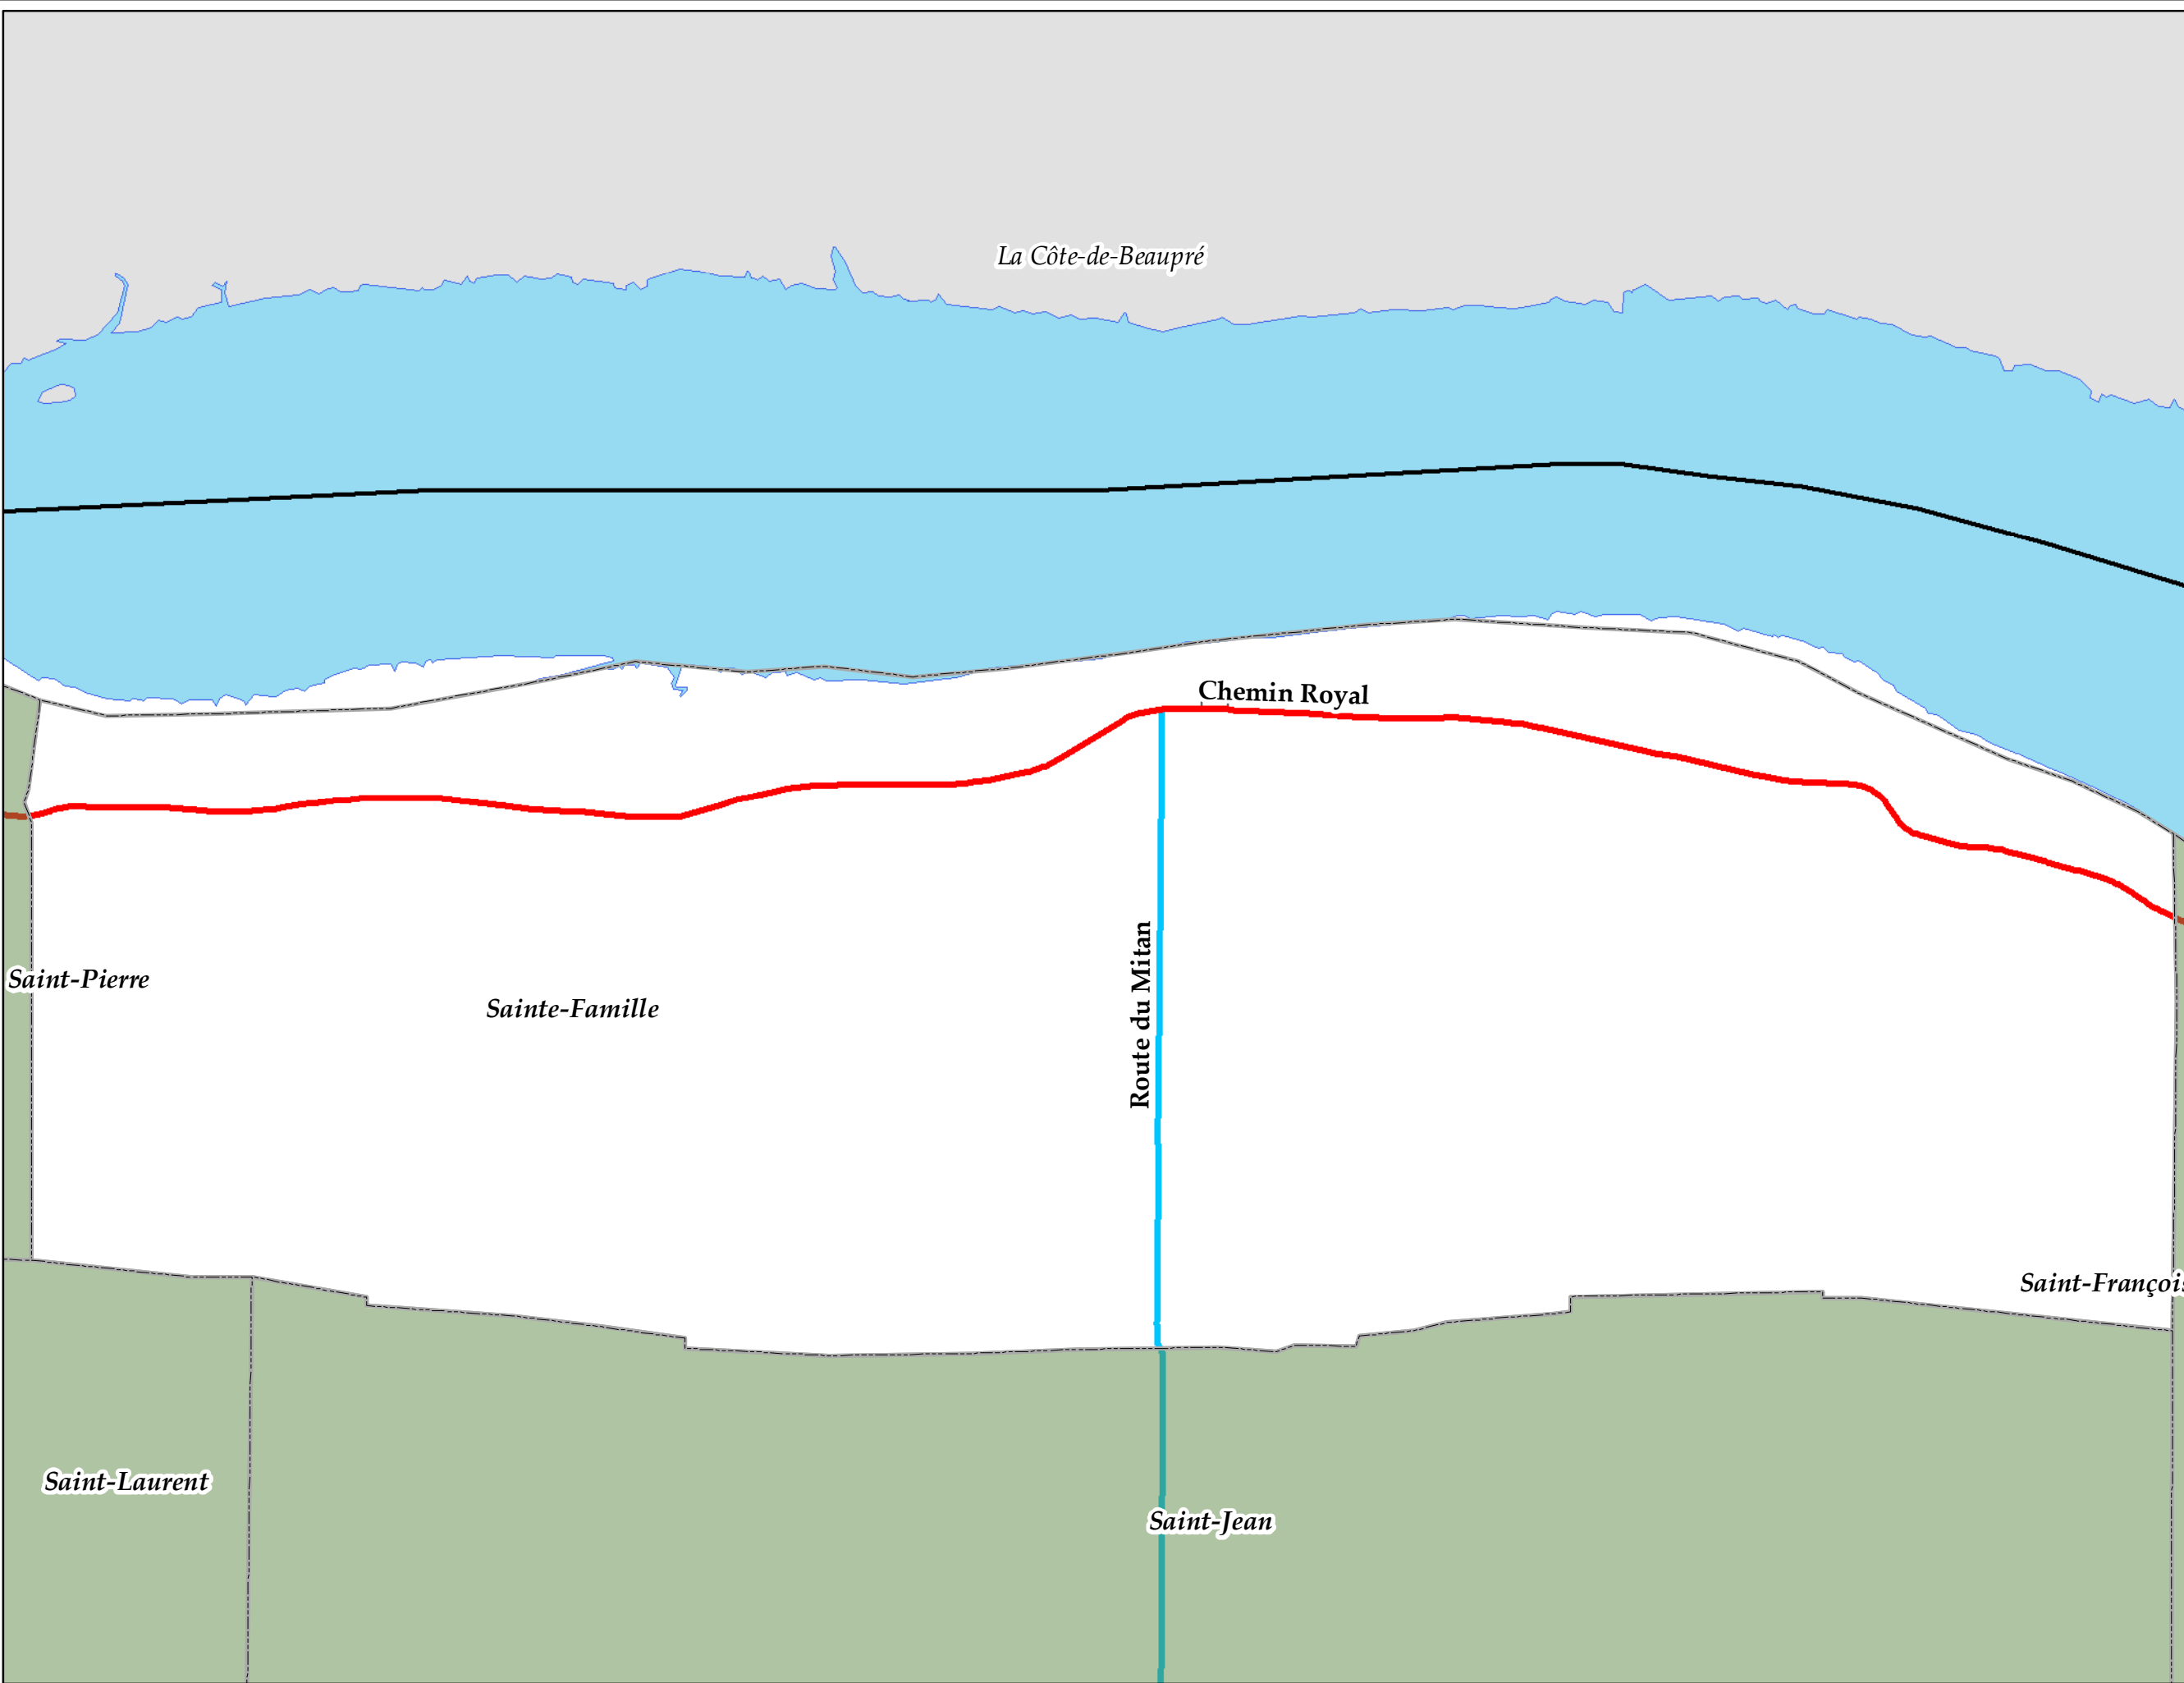 La Côte-de-Beaupré
Chemin Royal
Route du Mitan
Saint-Pierre
Sainte-Famille
Saint-François
Saint-Laurent
Saint-Jean